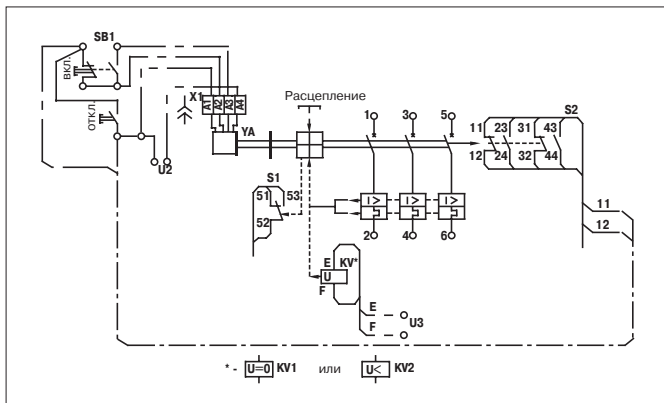 SB1
ВКЛ.
ОТКЛ.
X1
A1 A2 A3 A4
YA
U2
Расцепление
1 3 5
S2
11 23 31 43
12 24 32 44
S1
51 53
52
I> I> I>
2 4 6
11
12
E KV*
U
F
E
F
U3
* - U=0 KV1 или U< KV2